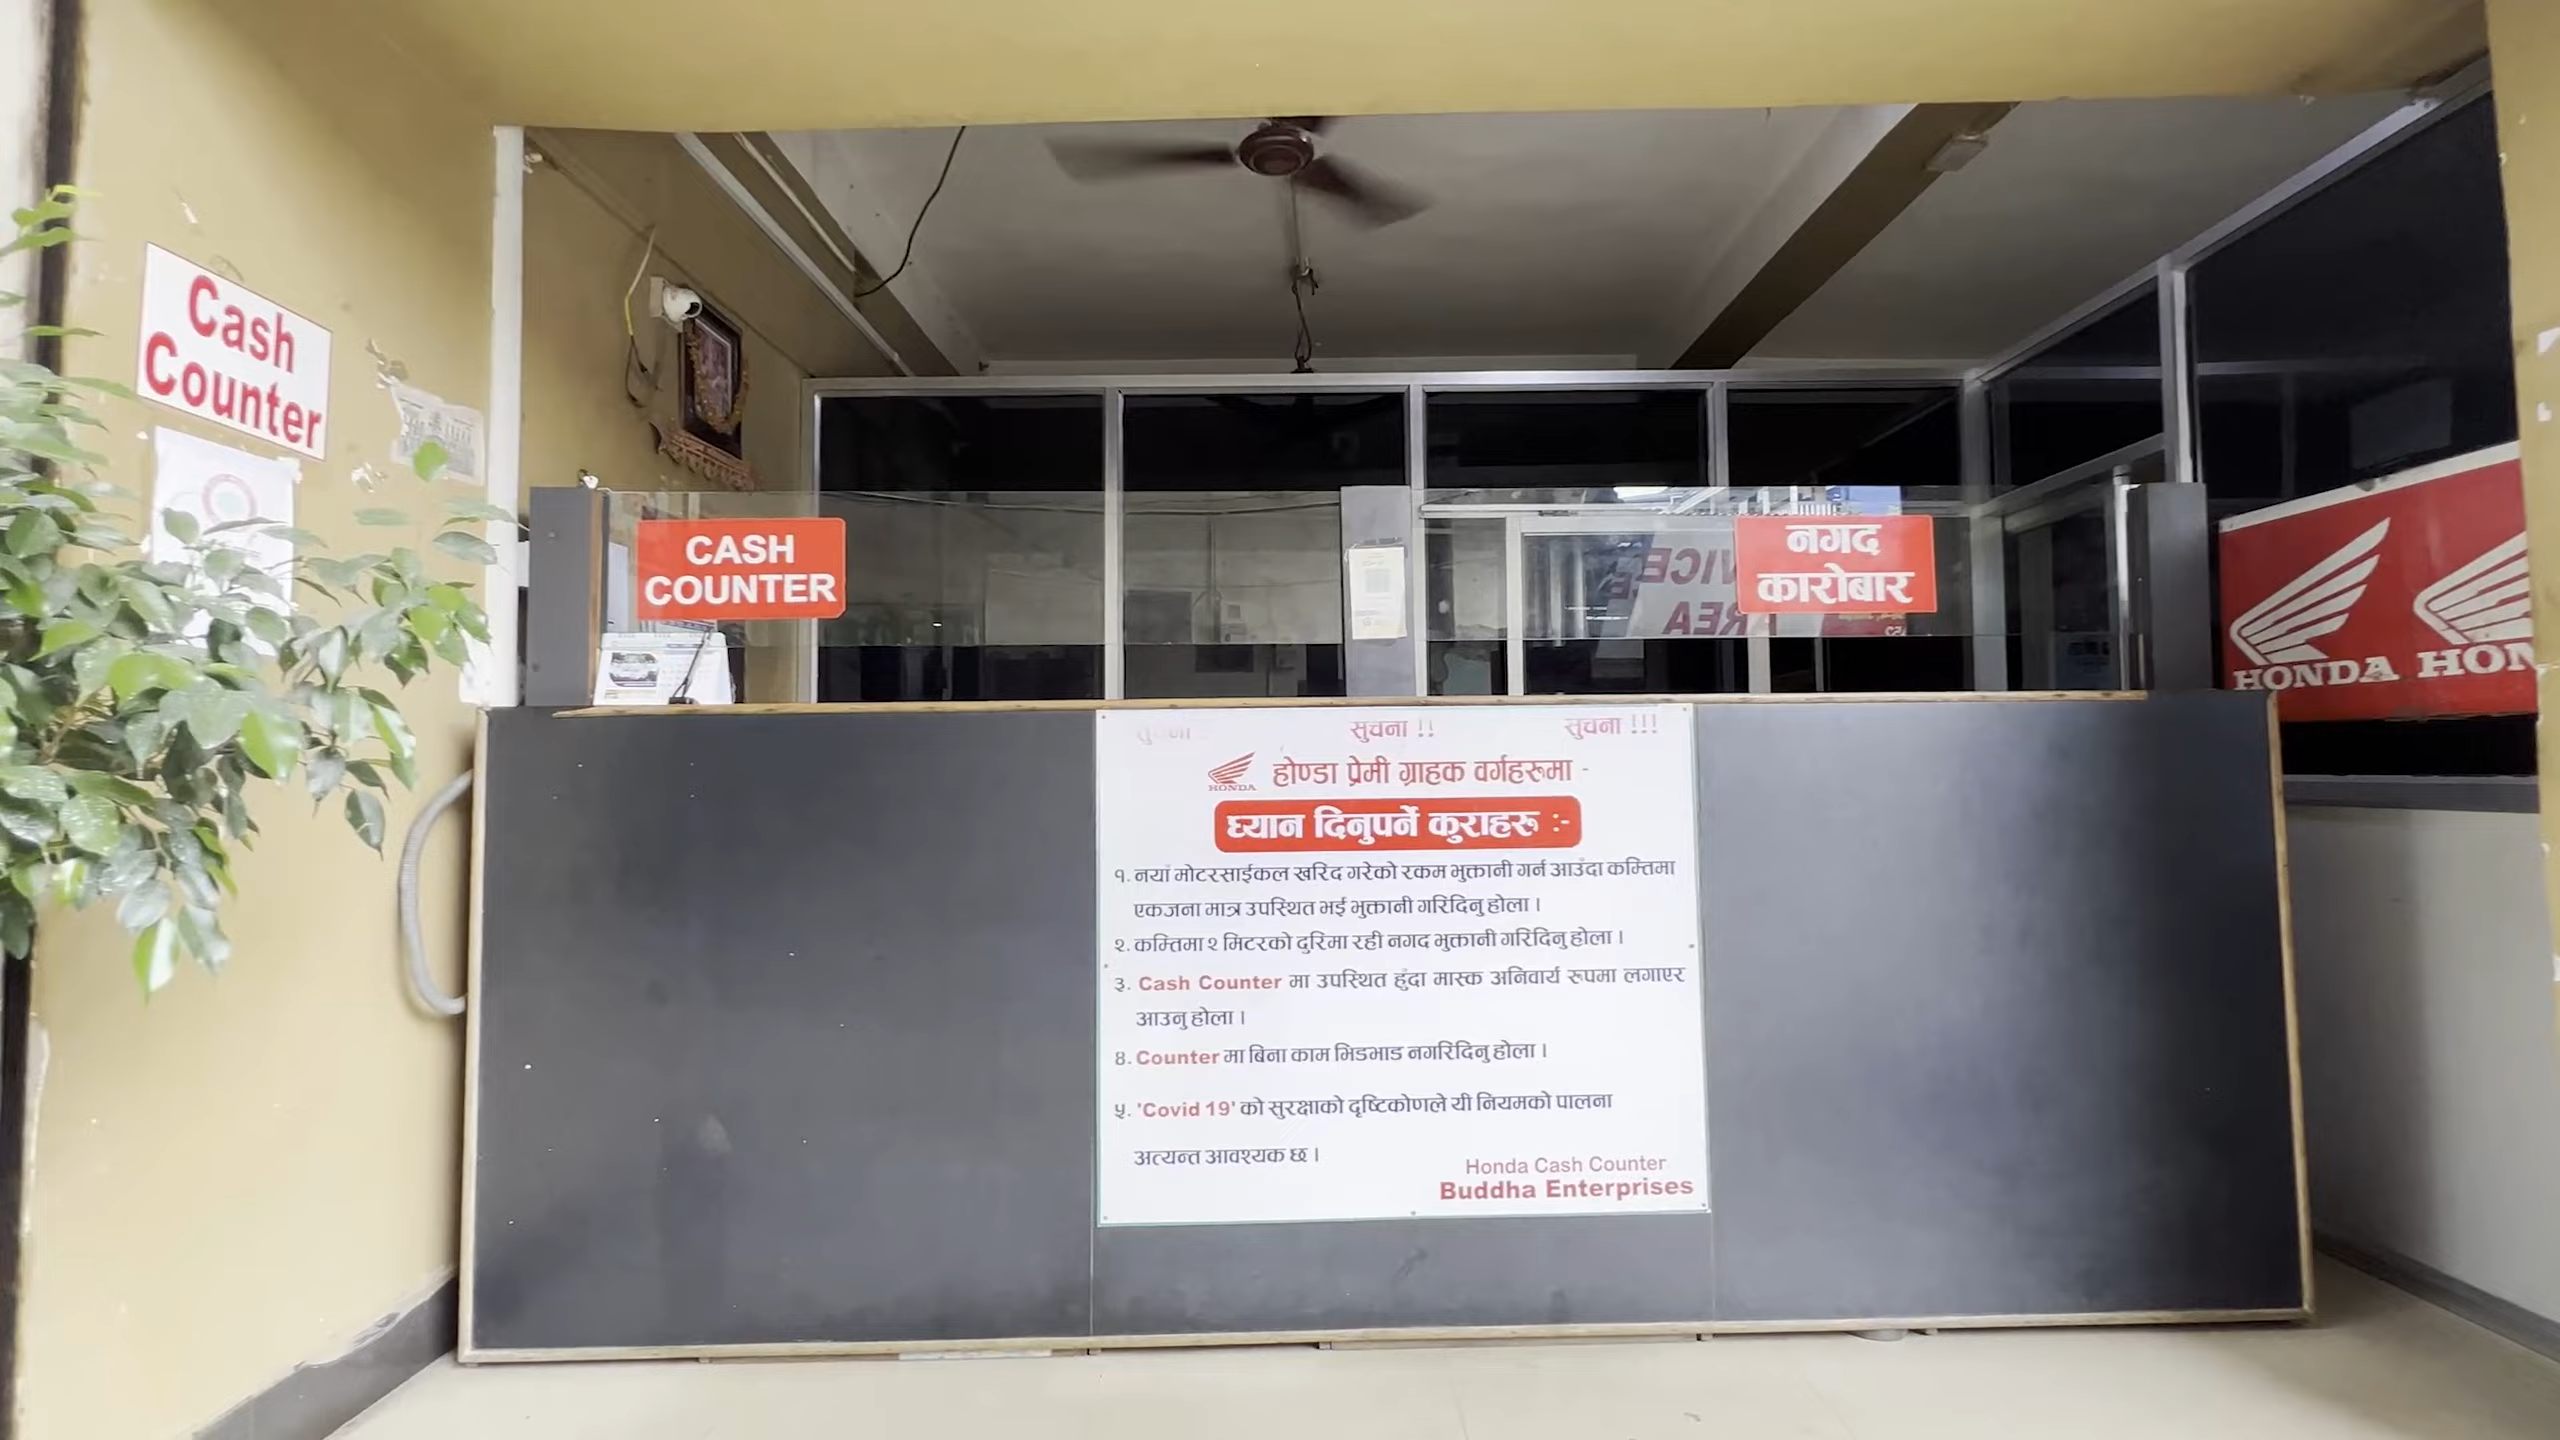 Cash
Counter
CASH
COUNTER
नगद
कारोबार
VICE
AREA
HONDA HON
सुचना !! सुचना !!!
HONDA होण्डा प्रेमी ग्राहक वर्गहरुमा -
ध्यान दिनुपर्ने कुराहरु :-
१. नयाँ मोटरसाईकल खरिद गरेको रकम भुक्तानी गर्न आउँदा कम्तिमा
एकजना मात्र उपस्थित भई भुक्तानी गरिदिनु होला ।
२. कम्तिमा २ मिटरको दुरिमा रही नगद भुक्तानी गरिदिनु होला ।
३. Cash Counter मा उपस्थित हुँदा मास्क अनिवार्य रुपमा लगाएर
आउनु होला ।
४. Counter मा बिना काम भिडभाड नगरिदिनु होला ।
५. 'Covid 19' को सुरक्षाको दृष्टिकोणले यी नियमको पालना
अत्यन्त आवश्यक छ ।
Honda Cash Counter
Buddha Enterprises